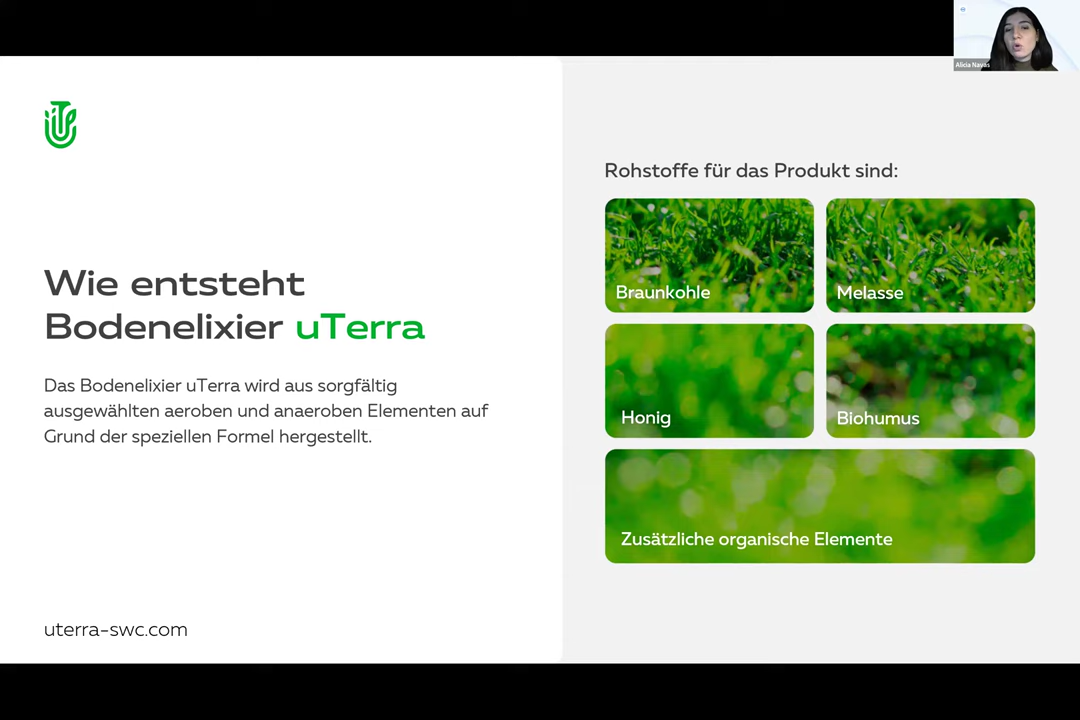 Alicia Navas
Rohstoffe für das Produkt sind:
Braunkohle
Melasse
Honig
Biohumus
Zusätzliche organische Elemente
Wie entsteht
Bodenelixier uTerra
Das Bodenelixier uTerra wird aus sorgfältig
ausgewählten aeroben und anaeroben Elementen auf
Grund der speziellen Formel hergestellt.
uterra-swc.com